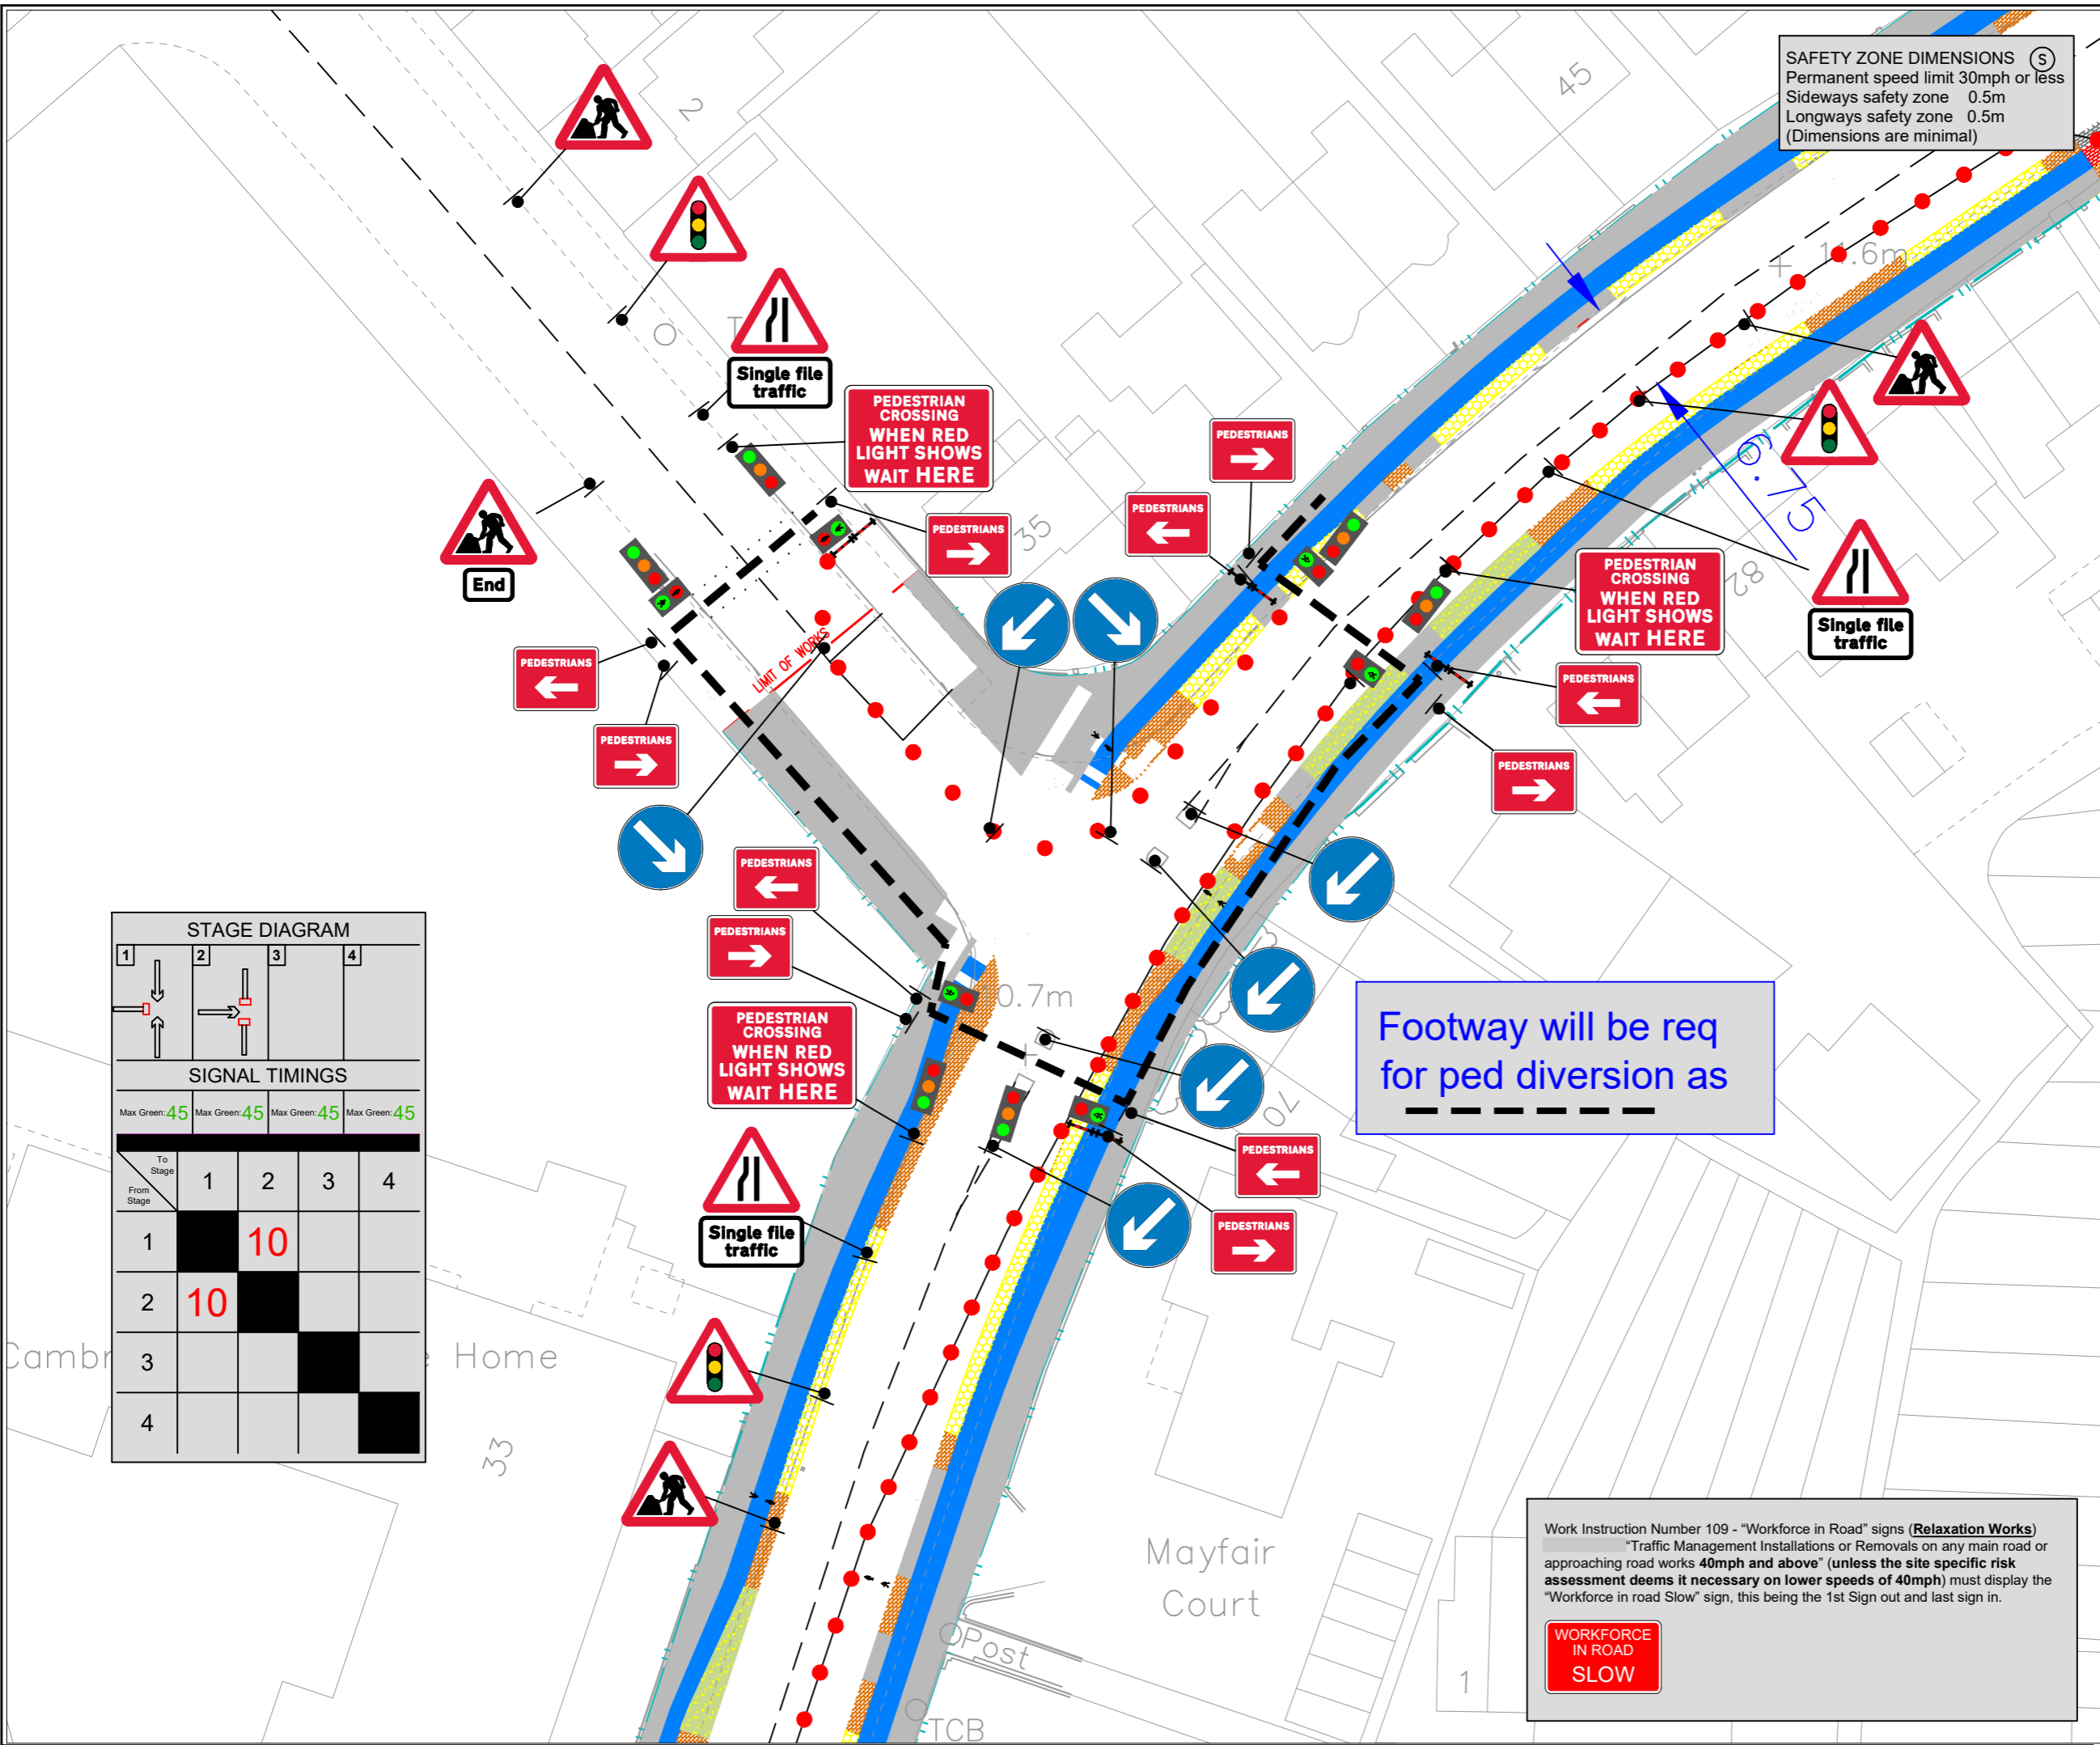 SAFETY ZONE DIMENSIONS S
Permanent speed limit 30mph or less
Sideways safety zone 0.5m
Longways safety zone 0.5m
(Dimensions are minimal)
2
45
11.6m
Single file
traffic
PEDESTRIAN
CROSSING
WHEN RED
LIGHT SHOWS
WAIT HERE
PEDESTRIANS
PEDESTRIANS
PEDESTRIANS
35
6.75
End
PEDESTRIAN
CROSSING
WHEN RED
LIGHT SHOWS
WAIT HERE
82
Single file
traffic
LIMIT OF WORKS
PEDESTRIANS
PEDESTRIANS
PEDESTRIANS
PEDESTRIANS
PEDESTRIANS
PEDESTRIANS
STAGE DIAGRAM
1 2 3 4
SIGNAL TIMINGS
Max Green: 45 Max Green: 45 Max Green: 45 Max Green: 45
To
Stage
From
Stage
1 2 3 4
1 10
2 10
3
4
10.7m
PEDESTRIAN
CROSSING
WHEN RED
LIGHT SHOWS
WAIT HERE
Footway will be req
for ped diversion as
70
PEDESTRIANS
PEDESTRIANS
Single file
traffic
Home
33
Mayfair
Court
Post
TCB
1
Work Instruction Number 109 - “Workforce in Road” signs (Relaxation Works)
“Traffic Management Installations or Removals on any main road or
approaching road works 40mph and above” (unless the site specific risk
assessment deems it necessary on lower speeds of 40mph) must display the
“Workforce in road Slow” sign, this being the 1st Sign out and last sign in.
WORKFORCE
IN ROAD
SLOW